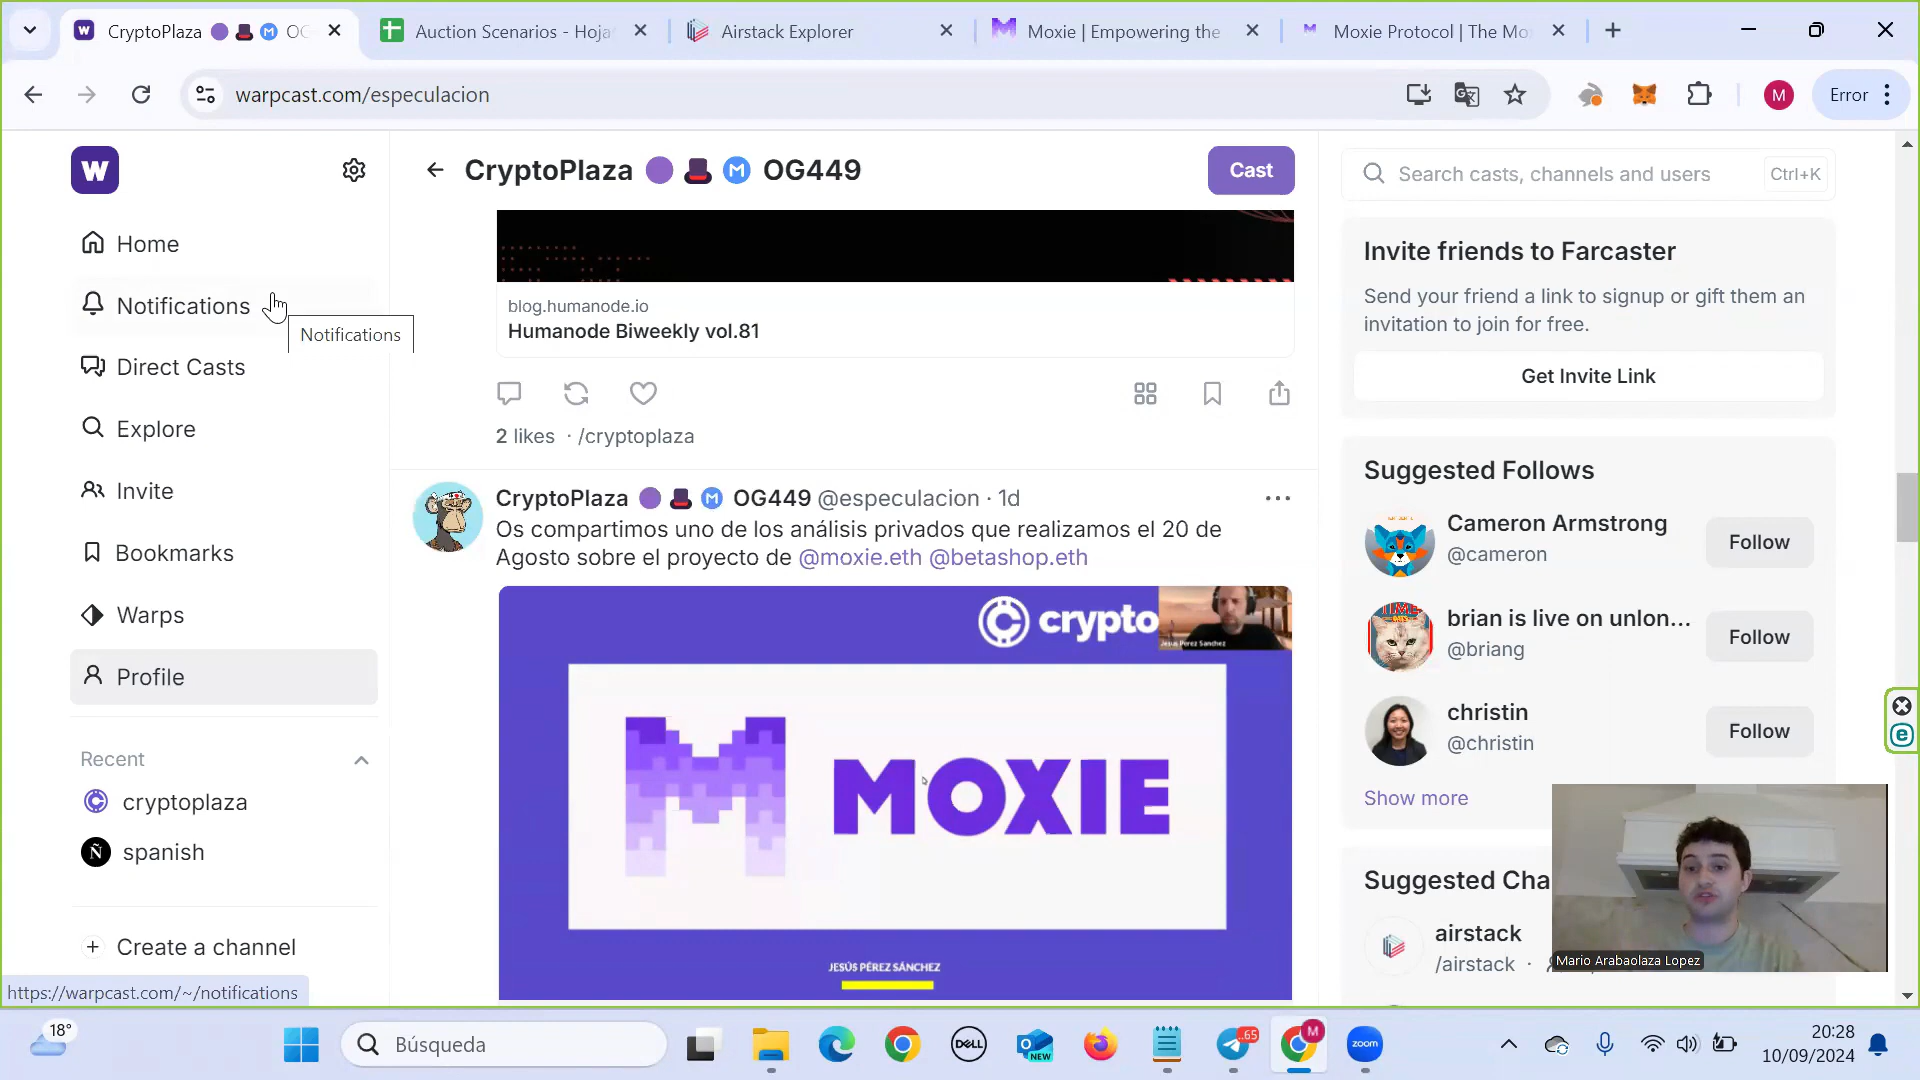 CryptoPlaza
Auction Scenarios - Hoja
Airstack Explorer
Moxie | Empowering the
Moxie Protocol | The Mo
warpcast.com/especulacion
M
Error
W
CryptoPlaza M OG449
Cast
Search casts, channels and users
Ctrl+K
Home
Notifications
Notifications
Direct Casts
Explore
Invite
Bookmarks
Warps
Profile
Recent
cryptoplaza
Ñ spanish
Create a channel
https://warpcast.com/~/notifications
blog.humanode.io
Humanode Biweekly vol.81
2 likes · /cryptoplaza
CryptoPlaza M OG449 @especulacion · 1d
Os compartimos uno de los análisis privados que realizamos el 20 de
Agosto sobre el proyecto de @moxie.eth @betashop.eth
crypto
Jesús Pérez Sánchez
MOXIE
JESÚS PÉREZ SÁNCHEZ
Invite friends to Farcaster
Send your friend a link to signup or gift them an
invitation to join for free.
Get Invite Link
Suggested Follows
Cameron Armstrong
@cameron
Follow
brian is live on unlon...
@briang
Follow
christin
@christin
Follow
Show more
Suggested Cha
airstack
/airstack ·
Mario Arabaolaza Lopez
18°
Búsqueda
DELL
NEW
65
M
zoom
20:28
10/09/2024